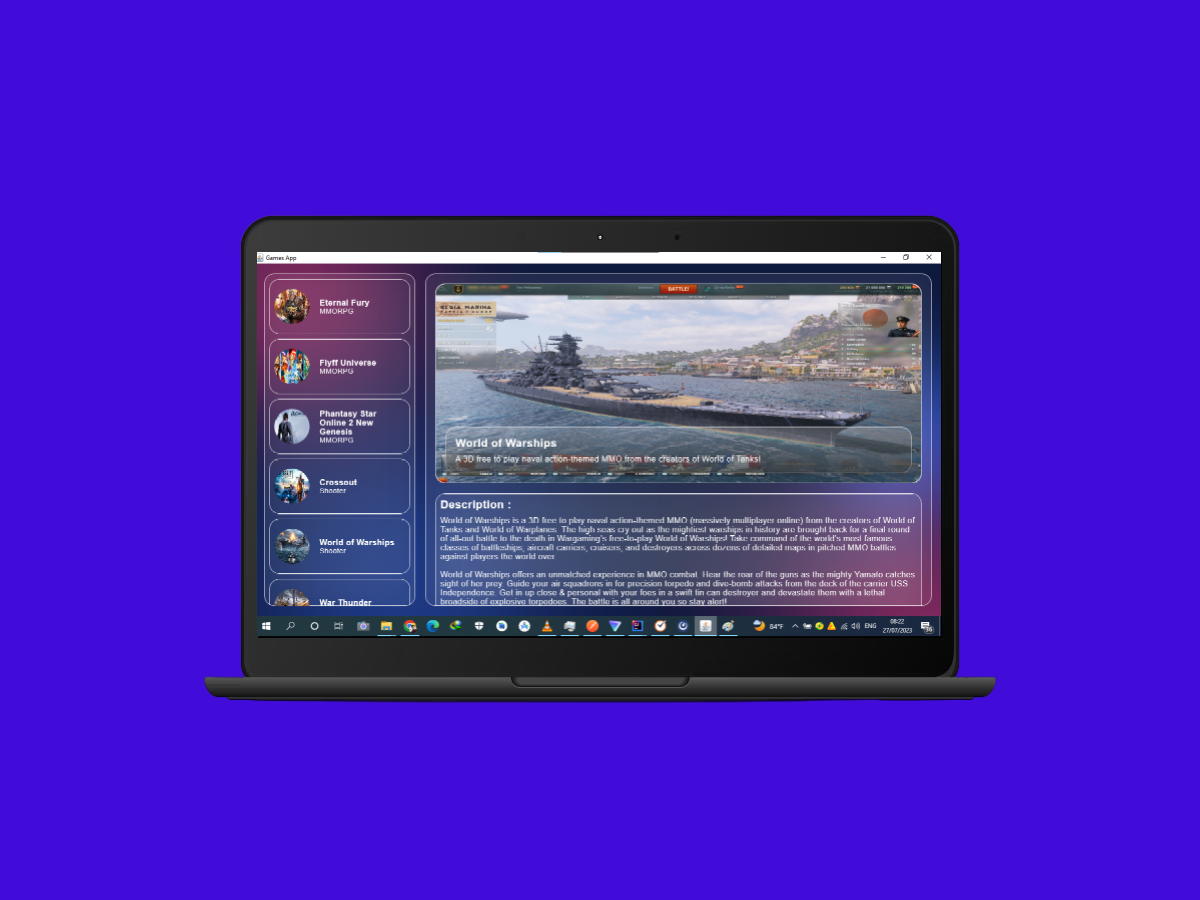 Games App
Eternal Fury
MMORPG
Flyff Universe
MMORPG
Phantasy Star
Online 2 New
Genesis
MMORPG
Crossout
Shooter
World of Warships
Shooter
War Thunder
BATTLE!
REGIA MARINA
World of Warships
A 3D free to play naval action-themed MMO from the creators of World of Tanks!
Description :
World of Warships is a 3D free to play naval action-themed MMO (massively multiplayer online) from the creators of World of
Tanks and World of Warplanes. The high seas cry out as the mightiest warships in history are brought back for a final round
of all-out battle to the death in Wargaming's free-to-play World of Warships! Take command of the world's most famous
classes of battleships, aircraft carriers, cruisers, and destroyers across dozens of detailed maps in pitched MMO battles
against players the world over.
World of Warships offers an unmatched experience in MMO combat. Hear the roar of the guns as the mighty Yamato catches
sight of her prey. Guide your air squadrons in for precision torpedo and dive-bomb attacks from the deck of the carrier USS
Independence. Get in up close & personal with your foes in a swift tin can destroyer and devastate them with a lethal
broadside of explosive torpedoes. The battle is all around you so stay alert!
84°F
ENG
08:22
27/07/2023